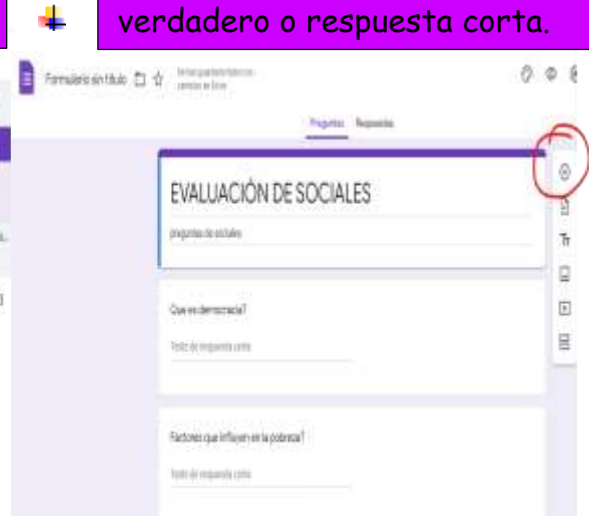 verdadero o respuesta corta.
Formulario sin título
Preguntas Respuestas
EVALUACIÓN DE SOCIALES
preguntas de sociales
Tr
Que es democracia?
Texto de respuesta corta
Factores que influyen en la pobreza?
Texto de respuesta corta